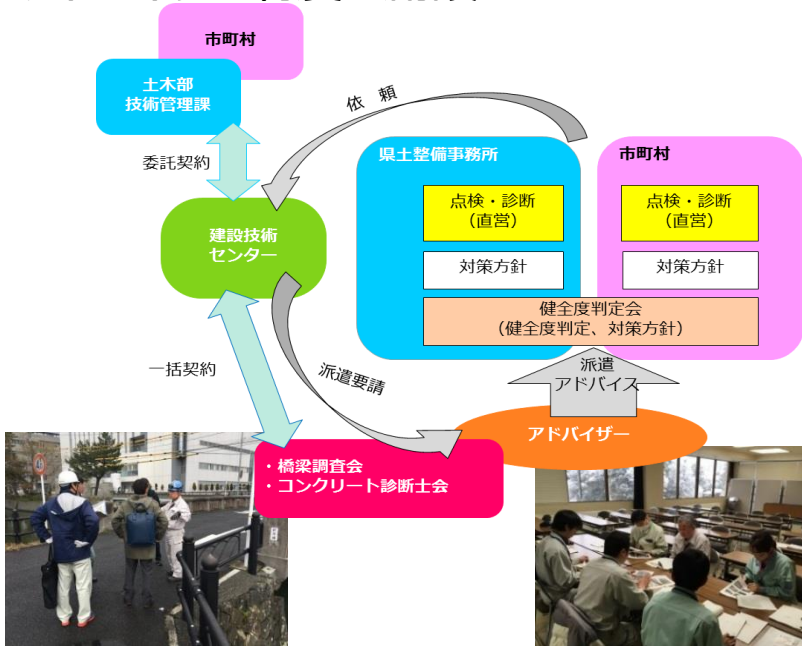 市町村
土木部
技術管理課
依 頼
委託契約
県土整備事務所
市町村
点検・診断
（直営）
点検・診断
（直営）
建設技術
センター
対策方針
対策方針
健全度判定会
（健全度判定、対策方針）
一括契約
派遣要請
派遣
アドバイス
アドバイザー
・橋梁調査会
・コンクリート診断士会